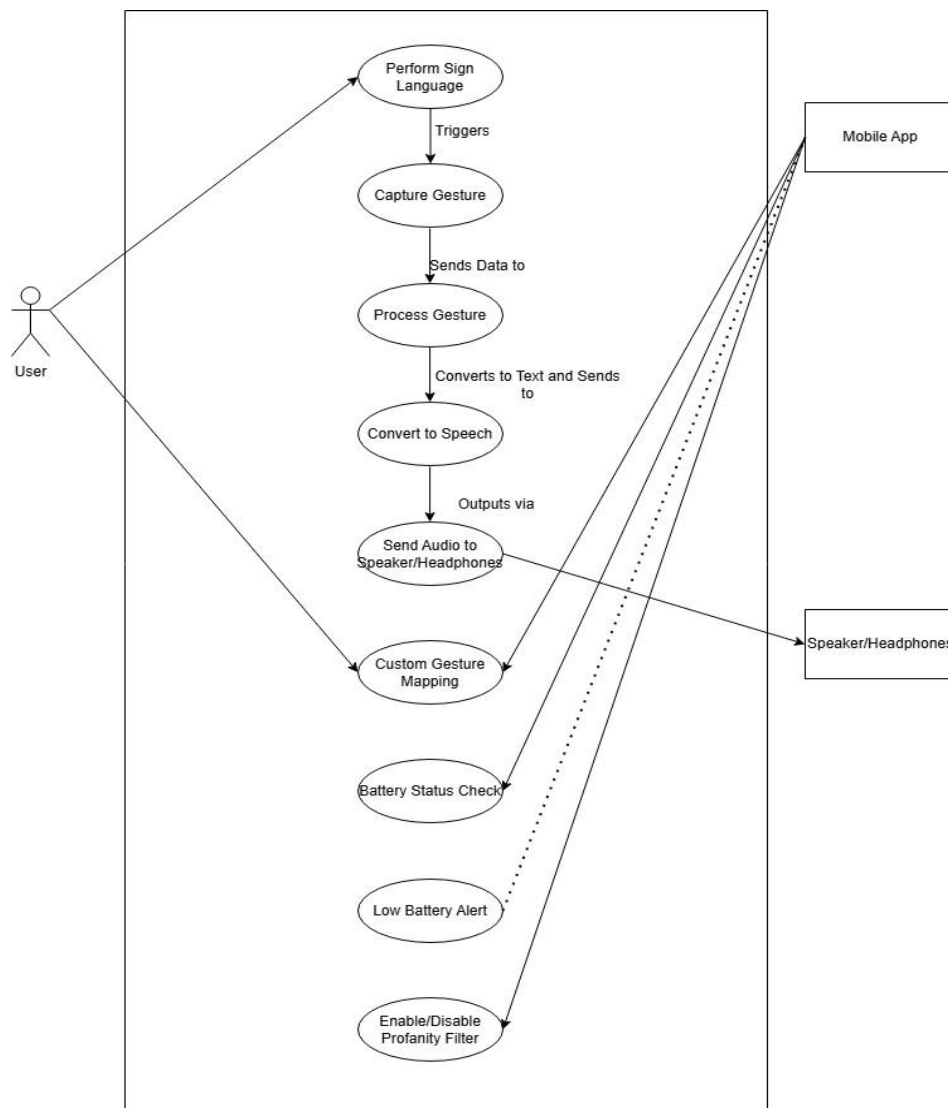 Perform Sign
Language
Triggers
Mobile App
Capture Gesture
Sends Data to
Process Gesture
User
Converts to Text and Sends
to
Convert to Speech
Outputs via
Send Audio to
Speaker/Headphones
Speaker/Headphones
Custom Gesture
Mapping
Battery Status Check
Low Battery Alert
Enable/Disable
Profanity Filter